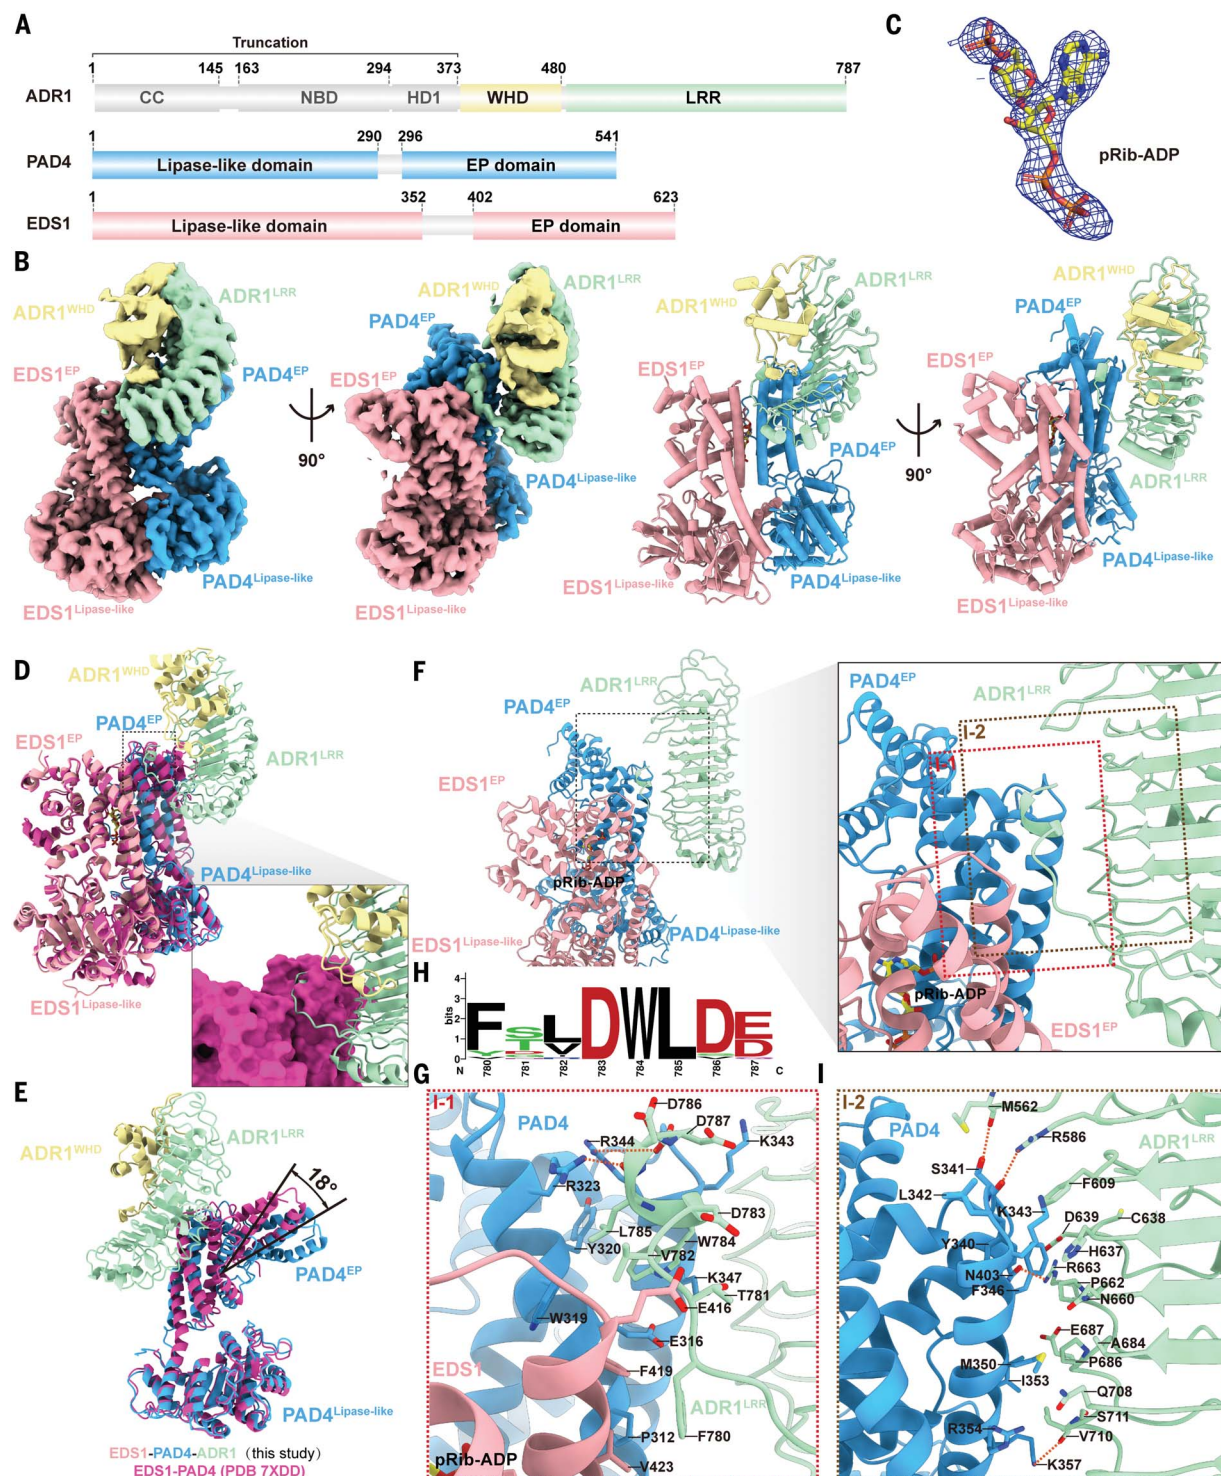 A
Truncation
1 145 163 294 373 480 787
ADR1 CC NBD HD1 WHD LRR
1 290 296 541
PAD4 Lipase-like domain EP domain
1 352 402 623
EDS1 Lipase-like domain EP domain
C
pRib-ADP
B
ADR1WHD
ADR1LRR
EDS1EP
PAD4EP
PAD4Lipase-like
EDS1Lipase-like
90°
ADR1WHD
ADR1LRR
PAD4EP
EDS1EP
PAD4Lipase-like
EDS1Lipase-like
ADR1WHD
ADR1LRR
EDS1EP
PAD4EP
PAD4Lipase-like
EDS1Lipase-like
90°
ADR1WHD
PAD4EP
EDS1EP
ADR1LRR
PAD4Lipase-like
EDS1Lipase-like
D
ADR1WHD
PAD4EP
EDS1EP
ADR1LRR
PAD4Lipase-like
EDS1Lipase-like
E
ADR1LRR
ADR1WHD
18°
PAD4EP
PAD4Lipase-like
EDS1-PAD4-ADR1 (this study)
EDS1-PAD4 (PDB 7XDD)
F
ADR1LRR
PAD4EP
EDS1EP
pRib-ADP
EDS1Lipase-like
PAD4Lipase-like
PAD4EP
ADR1LRR
I-2
I-1
pRib-ADP
EDS1EP
H
bits
4
3
2
1
0
F S T L V D W L D E D
N 780 781 782 783 784 785 786 787 C
G
I-1
PAD4
D786
D787
R344
K343
R323
D783
L785
W784
Y320
V782
K347
T781
E416
W319
E316
EDS1
F419
ADR1LRR
P312
F780
pRib-ADP
V423
I
I-2
M562
PAD4
R586
ADR1LRR
S341
F609
L342
K343
D639
C638
Y340
H637
N403
R663
F346
P662
N660
E687
A684
M350
P686
I353
Q708
S711
R354
V710
K357